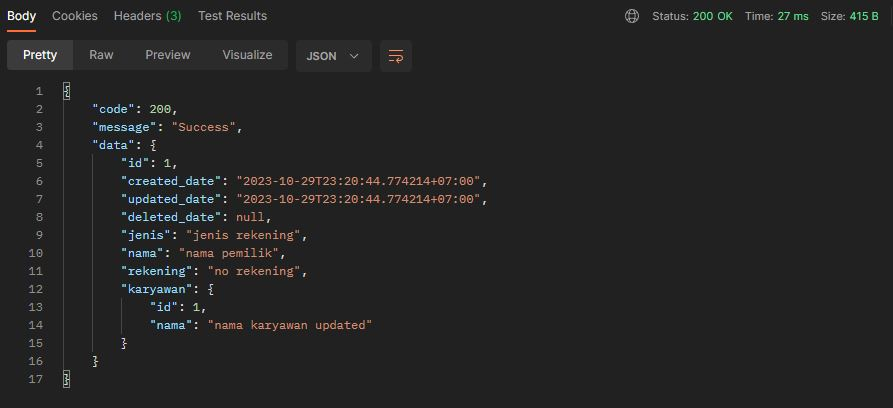 Body Cookies Headers (3) Test Results Status: 200 OK Time: 27 ms Size: 415 B
Pretty Raw Preview Visualize JSON
1 {
2 "code": 200,
3 "message": "Success",
4 "data": {
5 "id": 1,
6 "created_date": "2023-10-29T23:20:44.774214+07:00",
7 "updated_date": "2023-10-29T23:20:44.774214+07:00",
8 "deleted_date": null,
9 "jenis": "jenis rekening",
10 "nama": "nama pemilik",
11 "rekening": "no rekening",
12 "karyawan": {
13 "id": 1,
14 "nama": "nama karyawan updated"
15 }
16 }
17 }